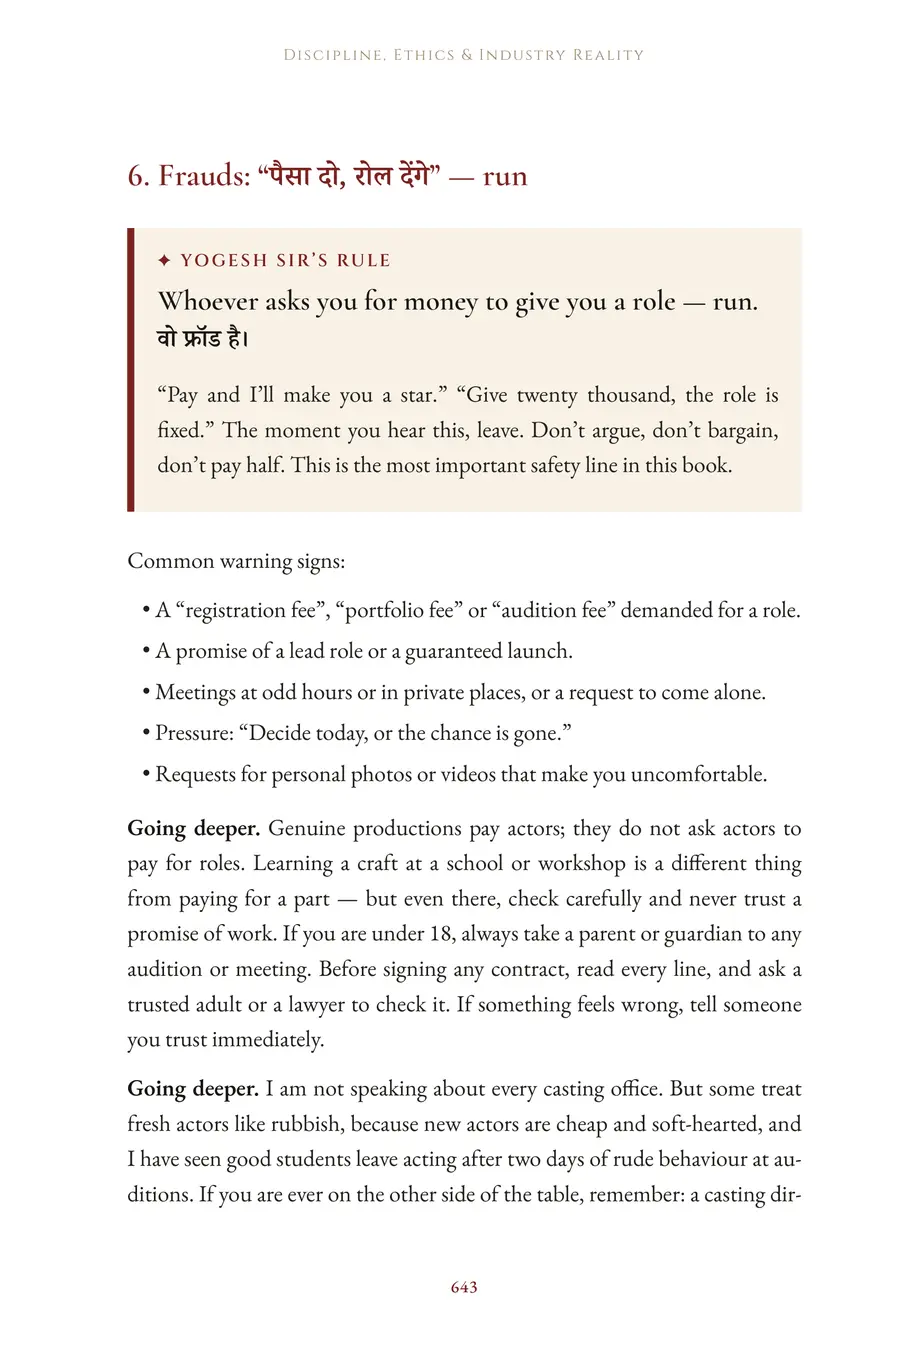 Discipline, Ethics & Industry Reality
6. Frauds: “पैसा दो, रोल देंगे” — run
✦ YOGESH SIR’S RULE
Whoever asks you for money to give you a role — run.
वो फ्रॉड है।
“Pay and I’ll make you a star.” “Give twenty thousand, the role is
fixed.” The moment you hear this, leave. Don’t argue, don’t bargain,
don’t pay half. This is the most important safety line in this book.
Common warning signs:
• A “registration fee”, “portfolio fee” or “audition fee” demanded for a role.
• A promise of a lead role or a guaranteed launch.
• Meetings at odd hours or in private places, or a request to come alone.
• Pressure: “Decide today, or the chance is gone.”
• Requests for personal photos or videos that make you uncomfortable.
Going deeper. Genuine productions pay actors; they do not ask actors to
pay for roles. Learning a craft at a school or workshop is a different thing
from paying for a part — but even there, check carefully and never trust a
promise of work. If you are under 18, always take a parent or guardian to any
audition or meeting. Before signing any contract, read every line, and ask a
trusted adult or a lawyer to check it. If something feels wrong, tell someone
you trust immediately.
Going deeper. I am not speaking about every casting office. But some treat
fresh actors like rubbish, because new actors are cheap and soft-hearted, and
I have seen good students leave acting after two days of rude behaviour at au-
ditions. If you are ever on the other side of the table, remember: a casting dir-
643